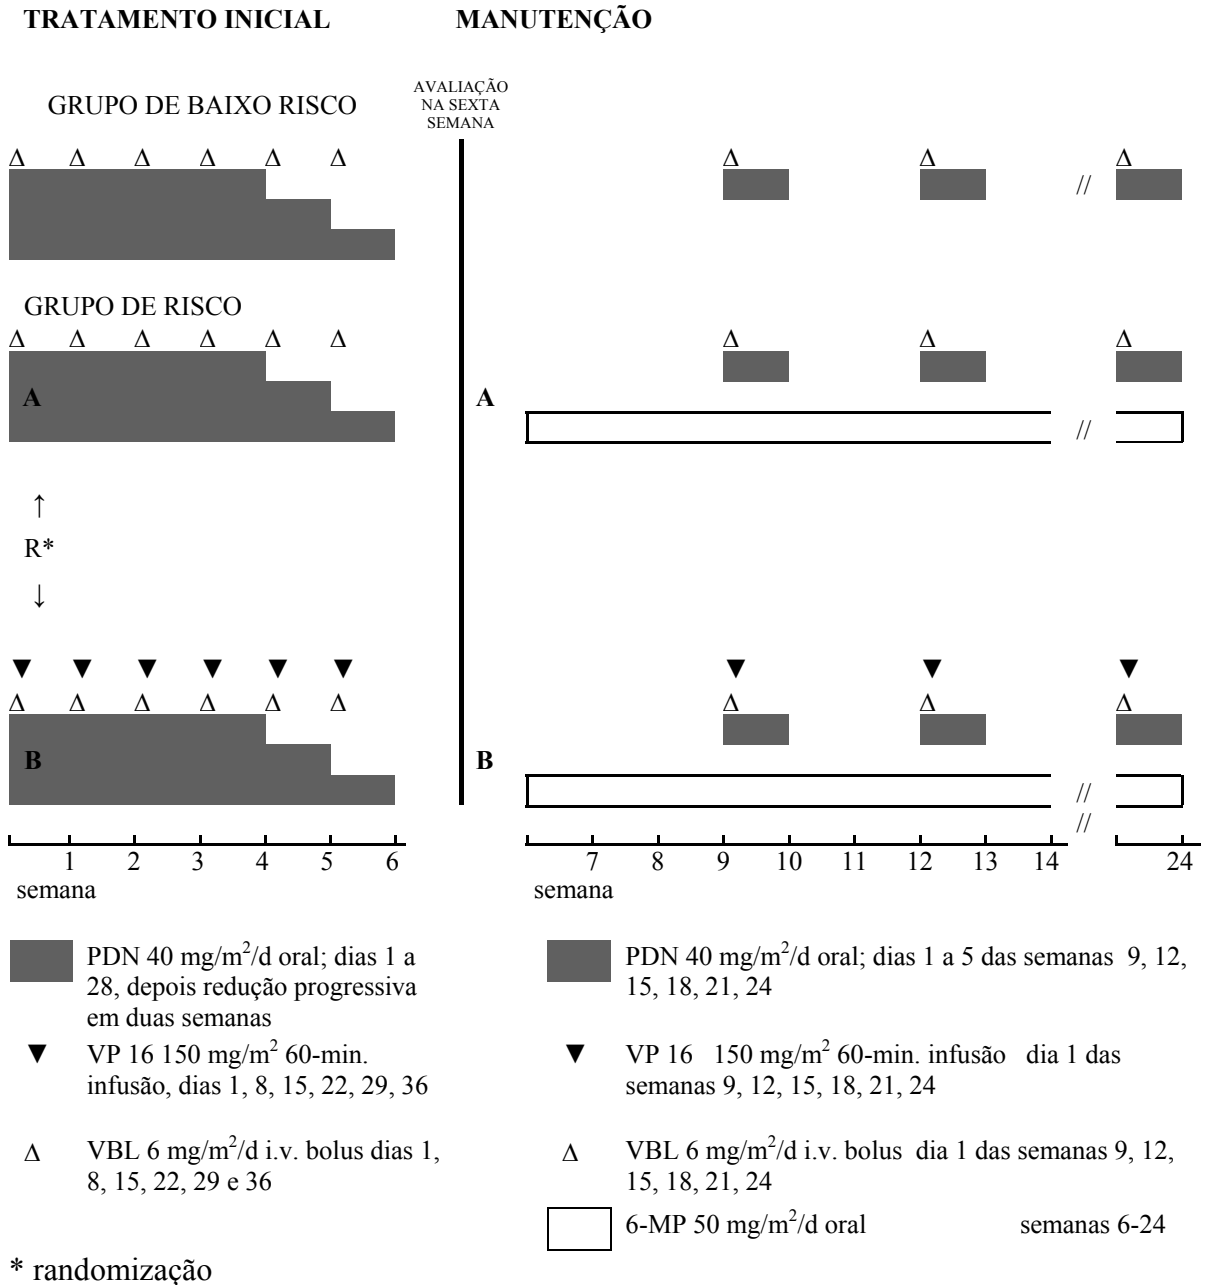 TRATAMENTO INICIAL MANUTENÇÃO
GRUPO DE BAIXO RISCO
AVALIAÇÃO
NA SEXTA
SEMANA
Δ Δ Δ Δ Δ Δ Δ Δ Δ
//
GRUPO DE RISCO
Δ Δ Δ Δ Δ Δ Δ Δ Δ
A A
//
↑
R*
↓
▼ ▼ ▼ ▼ ▼ ▼ ▼ ▼ ▼
Δ Δ Δ Δ Δ Δ Δ Δ Δ
B B
//
//
1 2 3 4 5 6 7 8 9 10 11 12 13 14 24
semana semana
PDN 40 mg/m²/d oral; dias 1 a
28, depois redução progressiva
em duas semanas
▼ VP 16 150 mg/m² 60-min.
infusão, dias 1, 8, 15, 22, 29, 36
Δ VBL 6 mg/m²/d i.v. bolus dias 1,
8, 15, 22, 29 e 36
PDN 40 mg/m²/d oral; dias 1 a 5 das semanas 9, 12,
15, 18, 21, 24
▼ VP 16 150 mg/m² 60-min. infusão dia 1 das
semanas 9, 12, 15, 18, 21, 24
Δ VBL 6 mg/m²/d i.v. bolus dia 1 das semanas 9, 12,
15, 18, 21, 24
6-MP 50 mg/m²/d oral semanas 6-24
* randomização